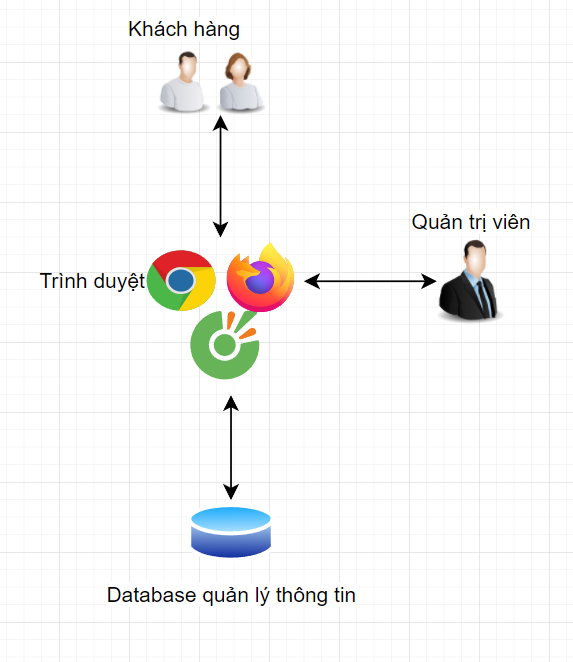 Khách hàng
Quản trị viên
Trình duyệt
Database quản lý thông tin